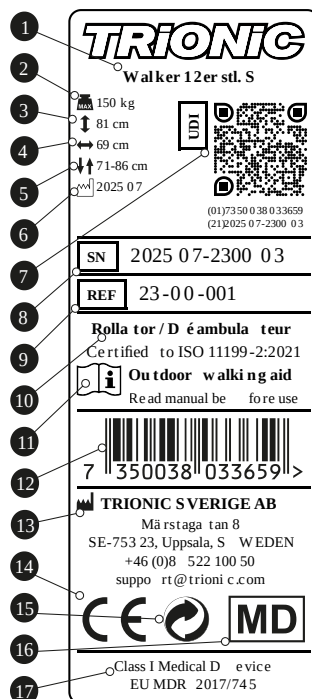 1
TRIONIC
2
Walker 12er stl. S
MAX 150 kg
3
81 cm
4
69 cm
UDI
5
71-86 cm
6
2025 07
(01)7350038033659
(21)2025 07-2300 03
7
SN 2025 07-2300 03
8
REF 23-00-001
9
Rollator/Déambulateur
Certified to ISO 11199-2:2021
10
i Outdoor walking aid
Read manual before use
11
12
7 350038 033659 >
13
TRIONIC SVERIGE AB
Märstagatan 8
SE-753 23, Uppsala, SWEDEN
+46 (0)8 522 100 50
support@trionic.com
14
CE
15
MD
16
Class I Medical Device
17
EU MDR 2017/745